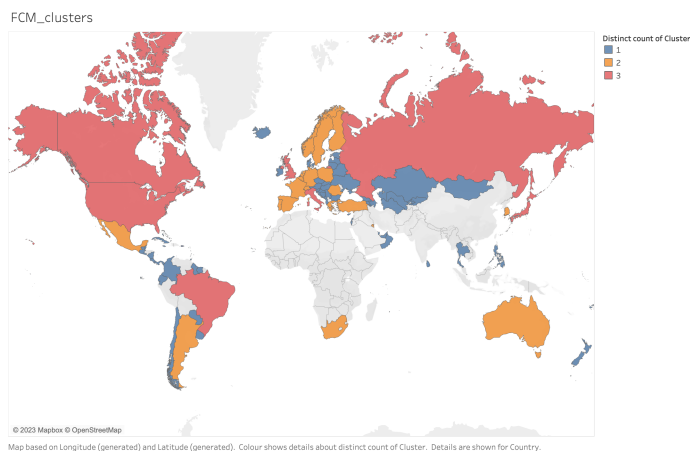 FCM_clusters
Distinct count of Cluster
1
2
3
© 2023 Mapbox © OpenStreetMap
Map based on Longitude (generated) and Latitude (generated).  Colour shows details about distinct count of Cluster.  Details are shown for Country.